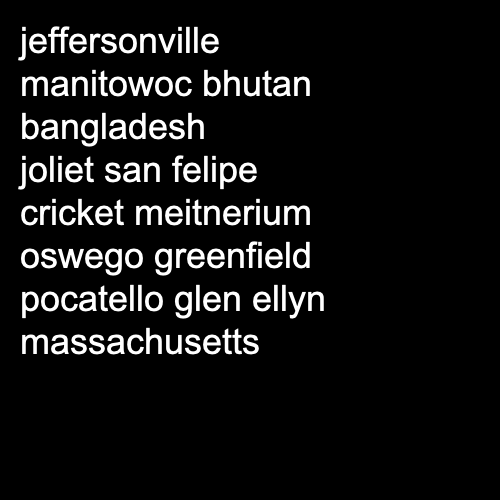 jeffersonville
manitowoc bhutan
bangladesh
joliet san felipe
cricket meitnerium
oswego greenfield
pocatello glen ellyn
massachusetts